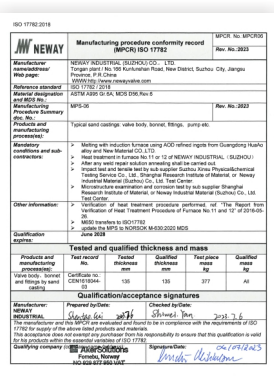 ISO 17782:2018
NEWAY
Manufacturing procedure conformity record
(MPCR) ISO 17782
MPCR. No: MPCR06
Rev. No.:2023
Manufacturer name/address/ Web page:
NEWAY INDUSTRIAL (SUZHOU) CO., LTD.
Tongan plant / No.166 Kunlunshan Road, New District, Suzhou City, Jiangsu
Province, P.R.China
WWW:http://www.newayvalve.com
Reference standard
ISO 17782 / 2018
Material designation and MDS No.:
ASTM A995 Gr.6A; MDS D56,Rev.6
Manufacturing Procedure Summary doc. No.:
MPS-06
Rev. No.:2023
Products and manufacturing process(es):
Typical sand castings: valve body, bonnet, fittings, pump etc.
Mandatory conditions and sub-contractors:
➢ Melting with induction furnace using AOD refined ingots from Guangdong HuaAo
alloy and New Material CO.,LTD.
➢ Heat treatment in furnace No.11 or 12 of NEWAY INDUSTRIAL (SUZHOU)
➢ After any weld repair solution annealing shall be carried out
➢ Impact test and tensile test by sub supplier Suzhou Xinsu Physical&chemical
Testing Service Co., Ltd., Shanghai Research Institute of Material. or Neway
Industrial Material (Suzhou) Co., Ltd. Test Center
➢ Microstructure examination and corrosion test by sub supplier Shanghai
Research Institute of Material, or Neway Industrial Material (Suzhou) Co., Ltd.
Test Center.
Other information:
➢ Verification of heat treatment procedure performed, ref "The Report from
Verification of Heat Treatment Procedure of Furnace No 11 and 12" of 2016-05-
➢ M650 transfers to ISO17782
➢ update the MPS to NORSOK M-630:2020 MDS
Qualification expires:
June 2028
Tested and qualified thickness and mass
Products and manufacturing process(es):
Test record No.
Tested thickness mm
Qualified thickness mm
Test piece mass kg
Qualified mass kg
Valve body, bonnet and fittings by sand casting
Certificate no.:
135
135
377
All
Qualification/acceptance signatures
Manufacturer:
NEWAY INDUSTRIAL
Prepared by/Date:
Checked by/Date:
The manufacturer and this MPCR are evaluated and found to be in compliance with the requirements of ISO
17782 for supply of the above listed products and materials.
This acceptance does not exempt any purchaser from his responsibility to ensure that this qualification is valid
for his products within the essential variables of ISO 17782.
Qualifying company
Signature/Date:
Solutions
Fornebu, Norway